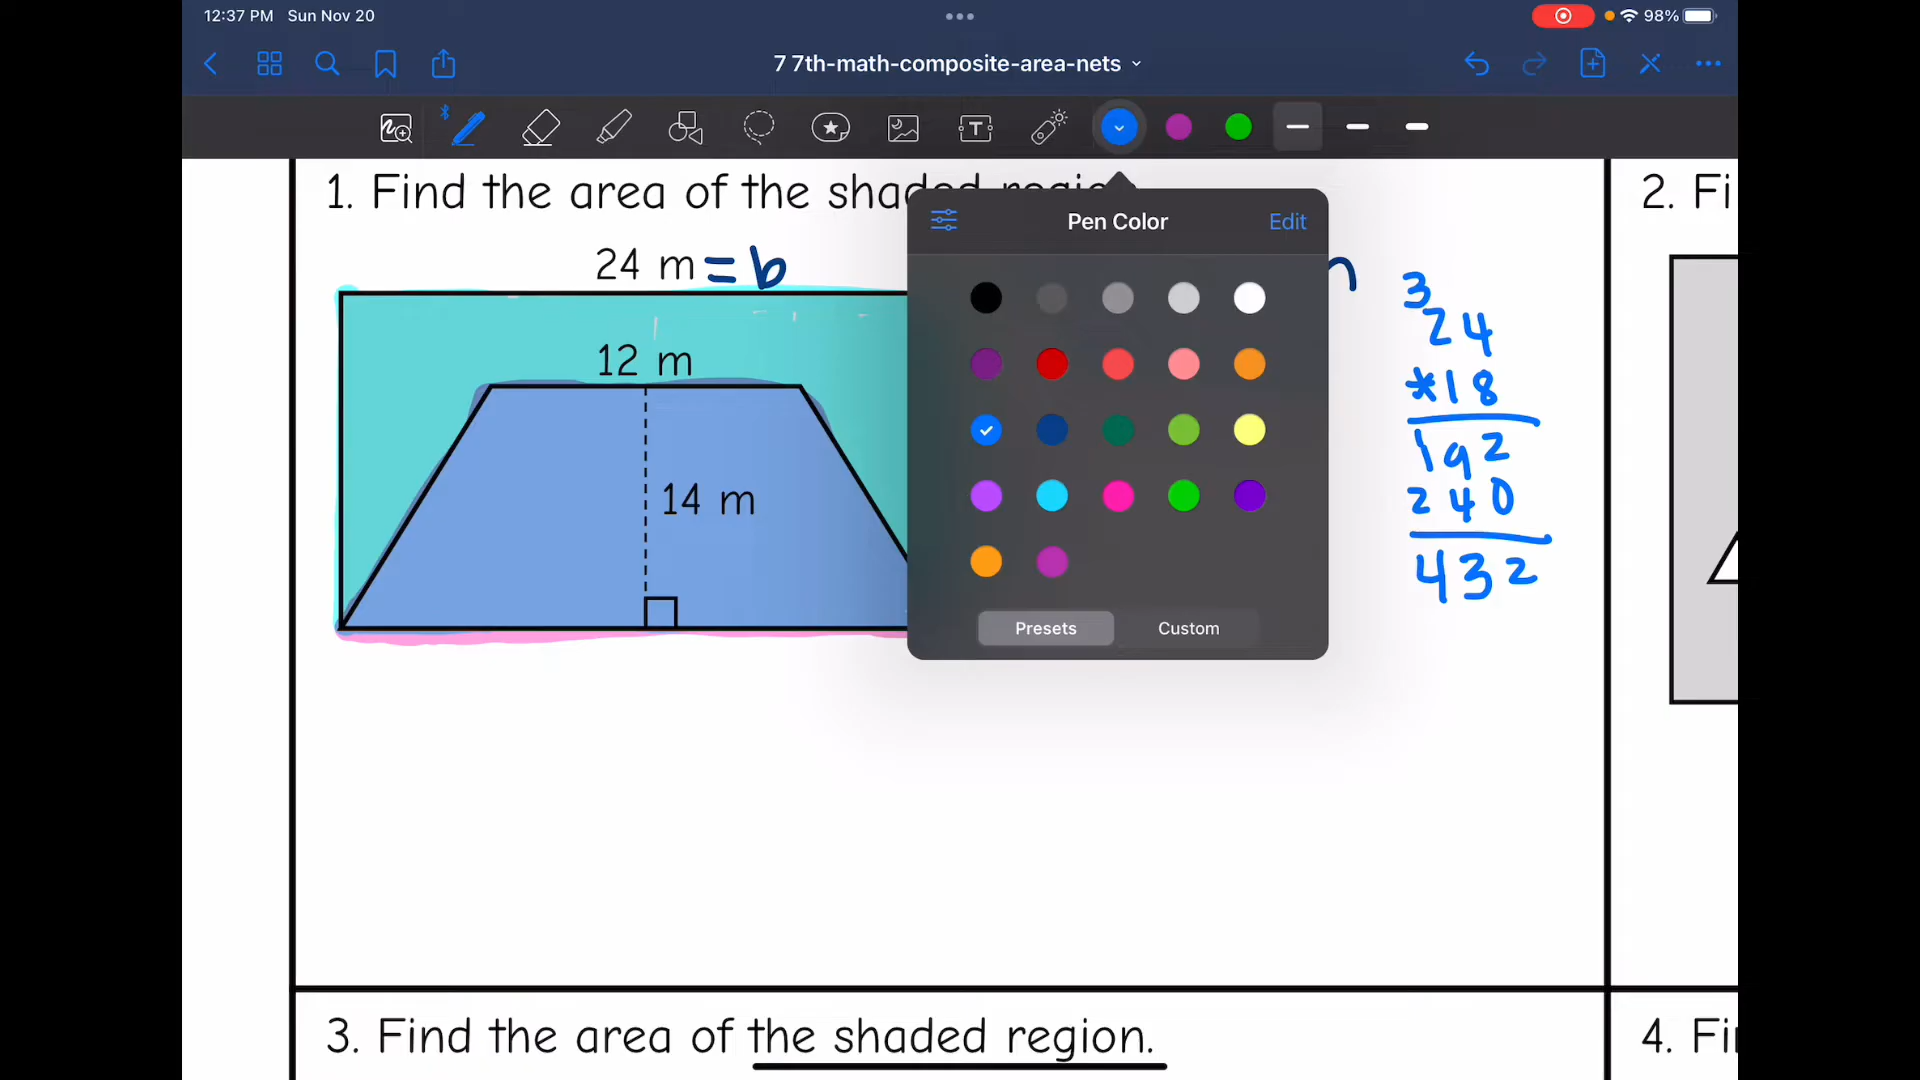 12:37 PM Sun Nov 20
98%
7 7th-math-composite-area-nets
T
1. Find the area of the shaded
2. Fi
Pen Color
Edit
24 m = b
12 m
14 m
Presets
Custom
3
24
*18
192
240
432
3. Find the area of the shaded region.
4. Fi